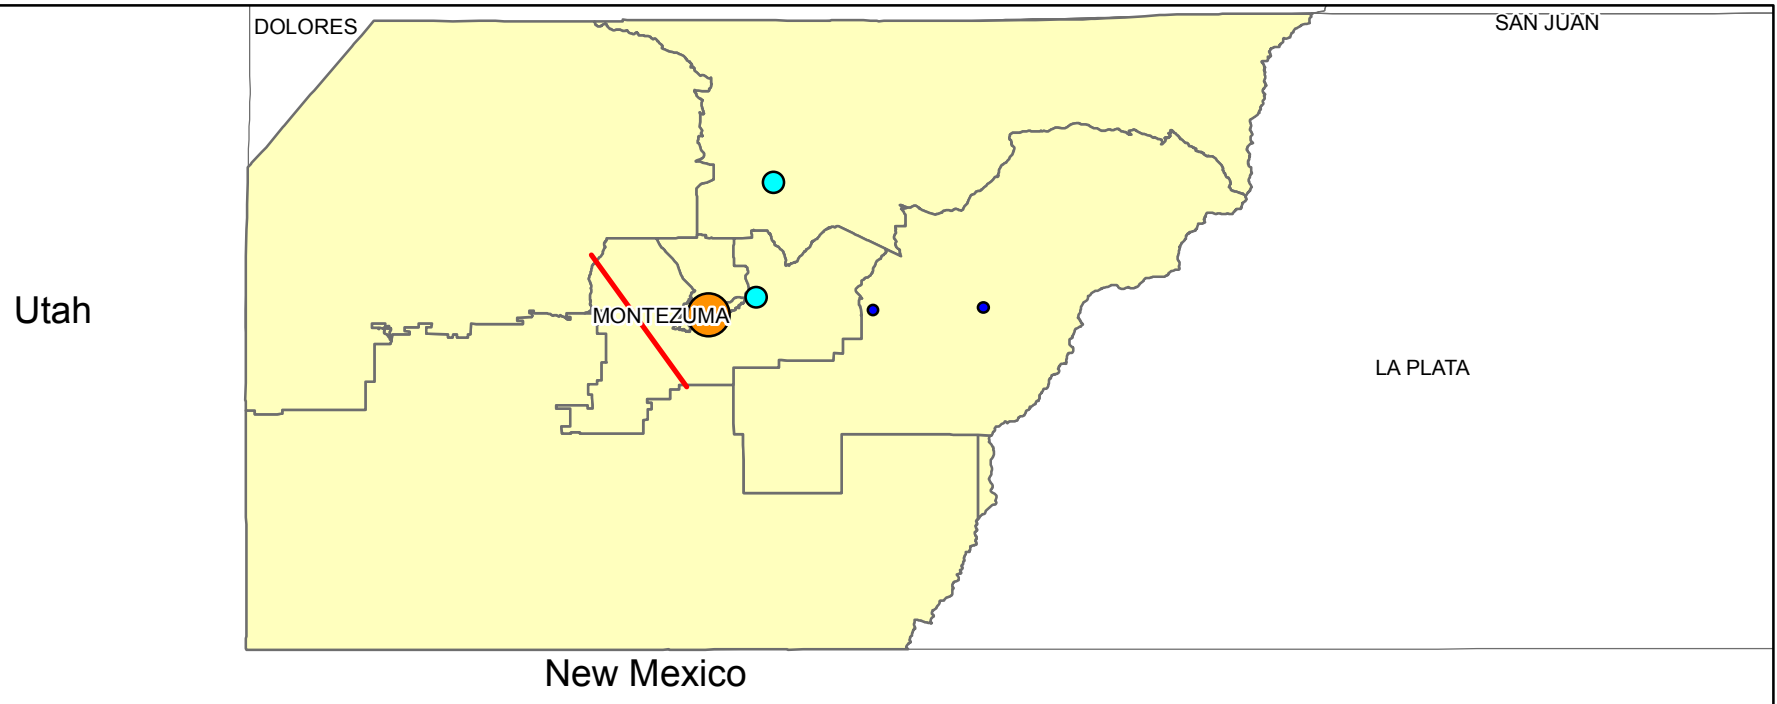 DOLORES
SAN JUAN
Utah
MONTEZUMA
LA PLATA
New Mexico